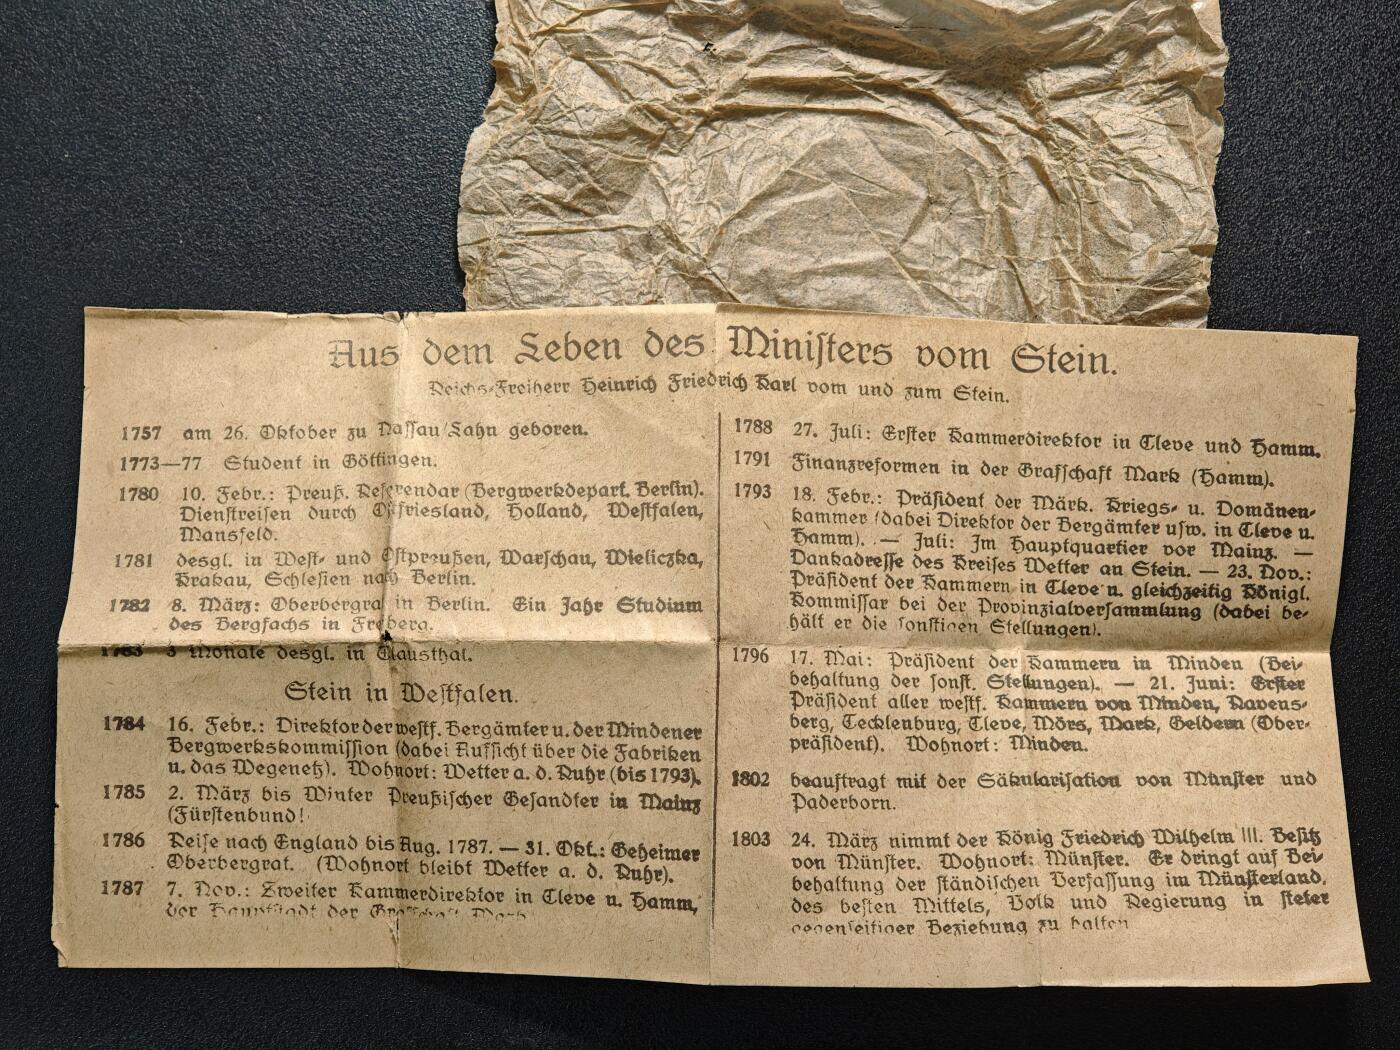 Aus dem Leben des Ministers vom Stein.
Reichs-Freiherr Heinrich Friedrich Karl vom und zum Stein.
1757 am 26. Oktober zu Nassau/Lahn geboren.
1773—77 Student in Göttingen.
1780 10. Febr.: Preuß. Referendar (Bergwerkdepart. Berlin).
Dienstreisen durch Ostfriesland, Holland, Westfalen,
Mansfeld.
1781 desgl. in West- und Ostpreußen, Warschau, Wieliczka,
Krakau, Schlesien nach Berlin.
1782 8. März: Oberbergrat in Berlin. Ein Jahr Studium
des Bergfachs in Freiberg.
1783 3 Monate desgl. in Clausthal.
Stein in Westfalen.
1784 16. Febr.: Direktor der westf. Bergämter u. der Mindener
Bergwerkskommission (dabei Aufsicht über die Fabriken
u. das Wegenetz). Wohnort: Wetter a. d. Ruhr (bis 1793).
1785 2. März bis Winter Preußischer Gesandter in Mainz
(Fürstenbund!
1786 Reise nach England bis Aug. 1787. — 31. Okt.: Geheimer
Oberbergrat. (Wohnort bleibt Wetter a. d. Ruhr).
1787 7. Nov.: Zweiter Kammerdirektor in Cleve u. Hamm,
der Hauptstadt der Grafschaft Mark.
1788 27. Juli: Erster Kammerdirektor in Cleve und Hamm.
1791 Finanzreformen in der Grafschaft Mark (Hamm).
1793 18. Febr.: Präsident der Märk. Kriegs- u. Domänen-
kammer (dabei Direktor der Bergämter usw. in Cleve u.
Hamm). — Juli: Im Hauptquartier vor Mainz. —
Dankadresse des Kreises Wetter an Stein. — 23. Nov.:
Präsident der Kammern in Cleve u. gleichzeitig Königl.
Kommissar bei der Provinzialversammlung (dabei be-
hält er die sonstigen Stellungen).
1796 17. Mai: Präsident der Kammern in Minden (Bei-
behaltung der sonst. Stellungen). — 21. Juni: Erster
Präsident aller westf. Kammern von Minden, Ravens-
berg, Tecklenburg, Cleve, Mörs, Mark, Geldern (Ober-
präsident). Wohnort: Minden.
1802 beauftragt mit der Säkularisation von Münster und
Paderborn.
1803 24. März nimmt der König Friedrich Wilhelm III. Besitz
von Münster. Wohnort: Münster. Er dringt auf Bei-
behaltung der ständischen Verfassung im Münsterland,
des besten Mittels, Volk und Regierung in steter
gegenseitiger Beziehung zu halten